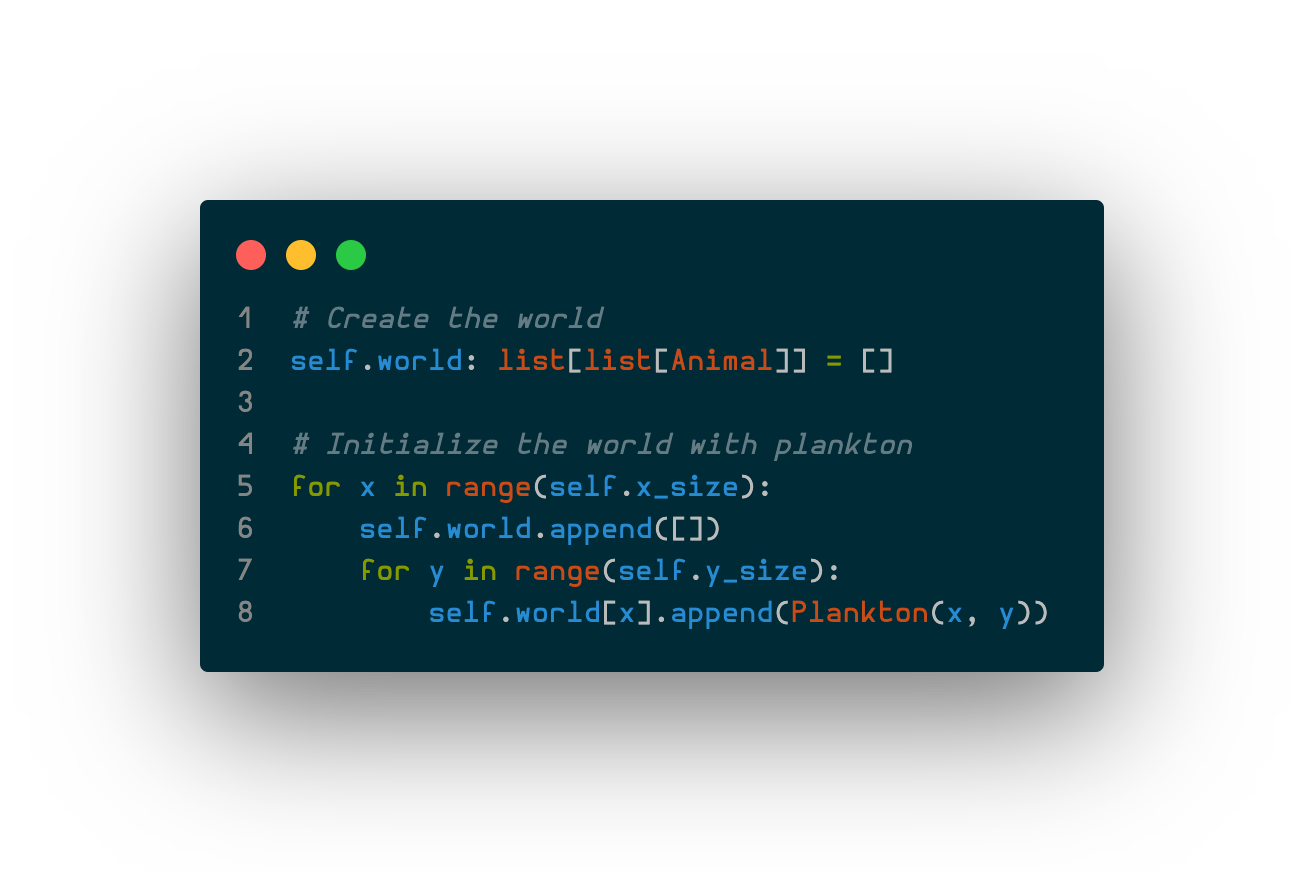 1 # Create the world
2 self.world: list[list[Animal]] = []
3
4 # Initialize the world with plankton
5 for x in range(self.x_size):
6     self.world.append([])
7     for y in range(self.y_size):
8         self.world[x].append(Plankton(x, y))